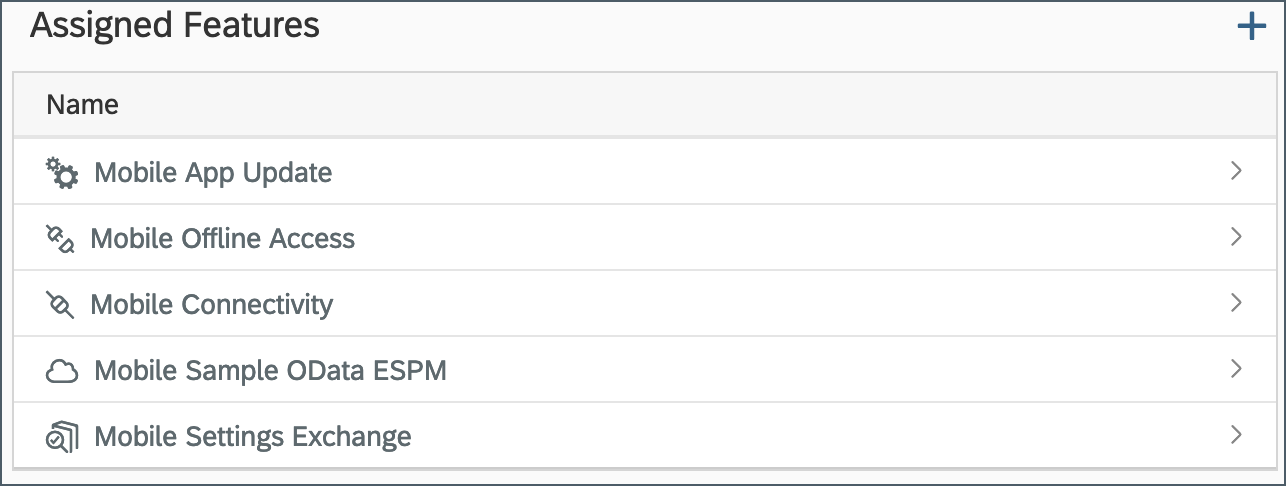 Assigned Features
Name
Mobile App Update
Mobile Offline Access
Mobile Connectivity
Mobile Sample OData ESPM
Mobile Settings Exchange